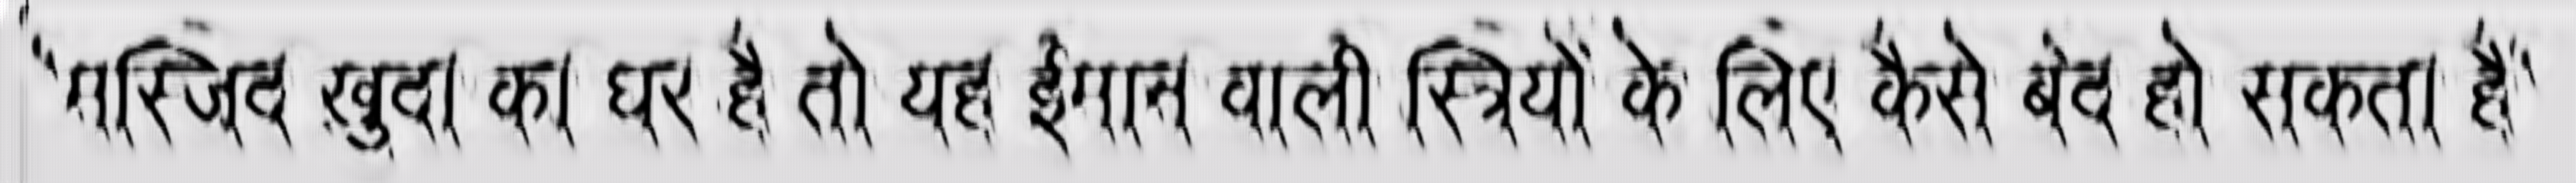 "मस्जिद ख़ुदा का घर है तो यह ईमान वाली स्त्रियों के लिए कैसे बंद हो सकता है"